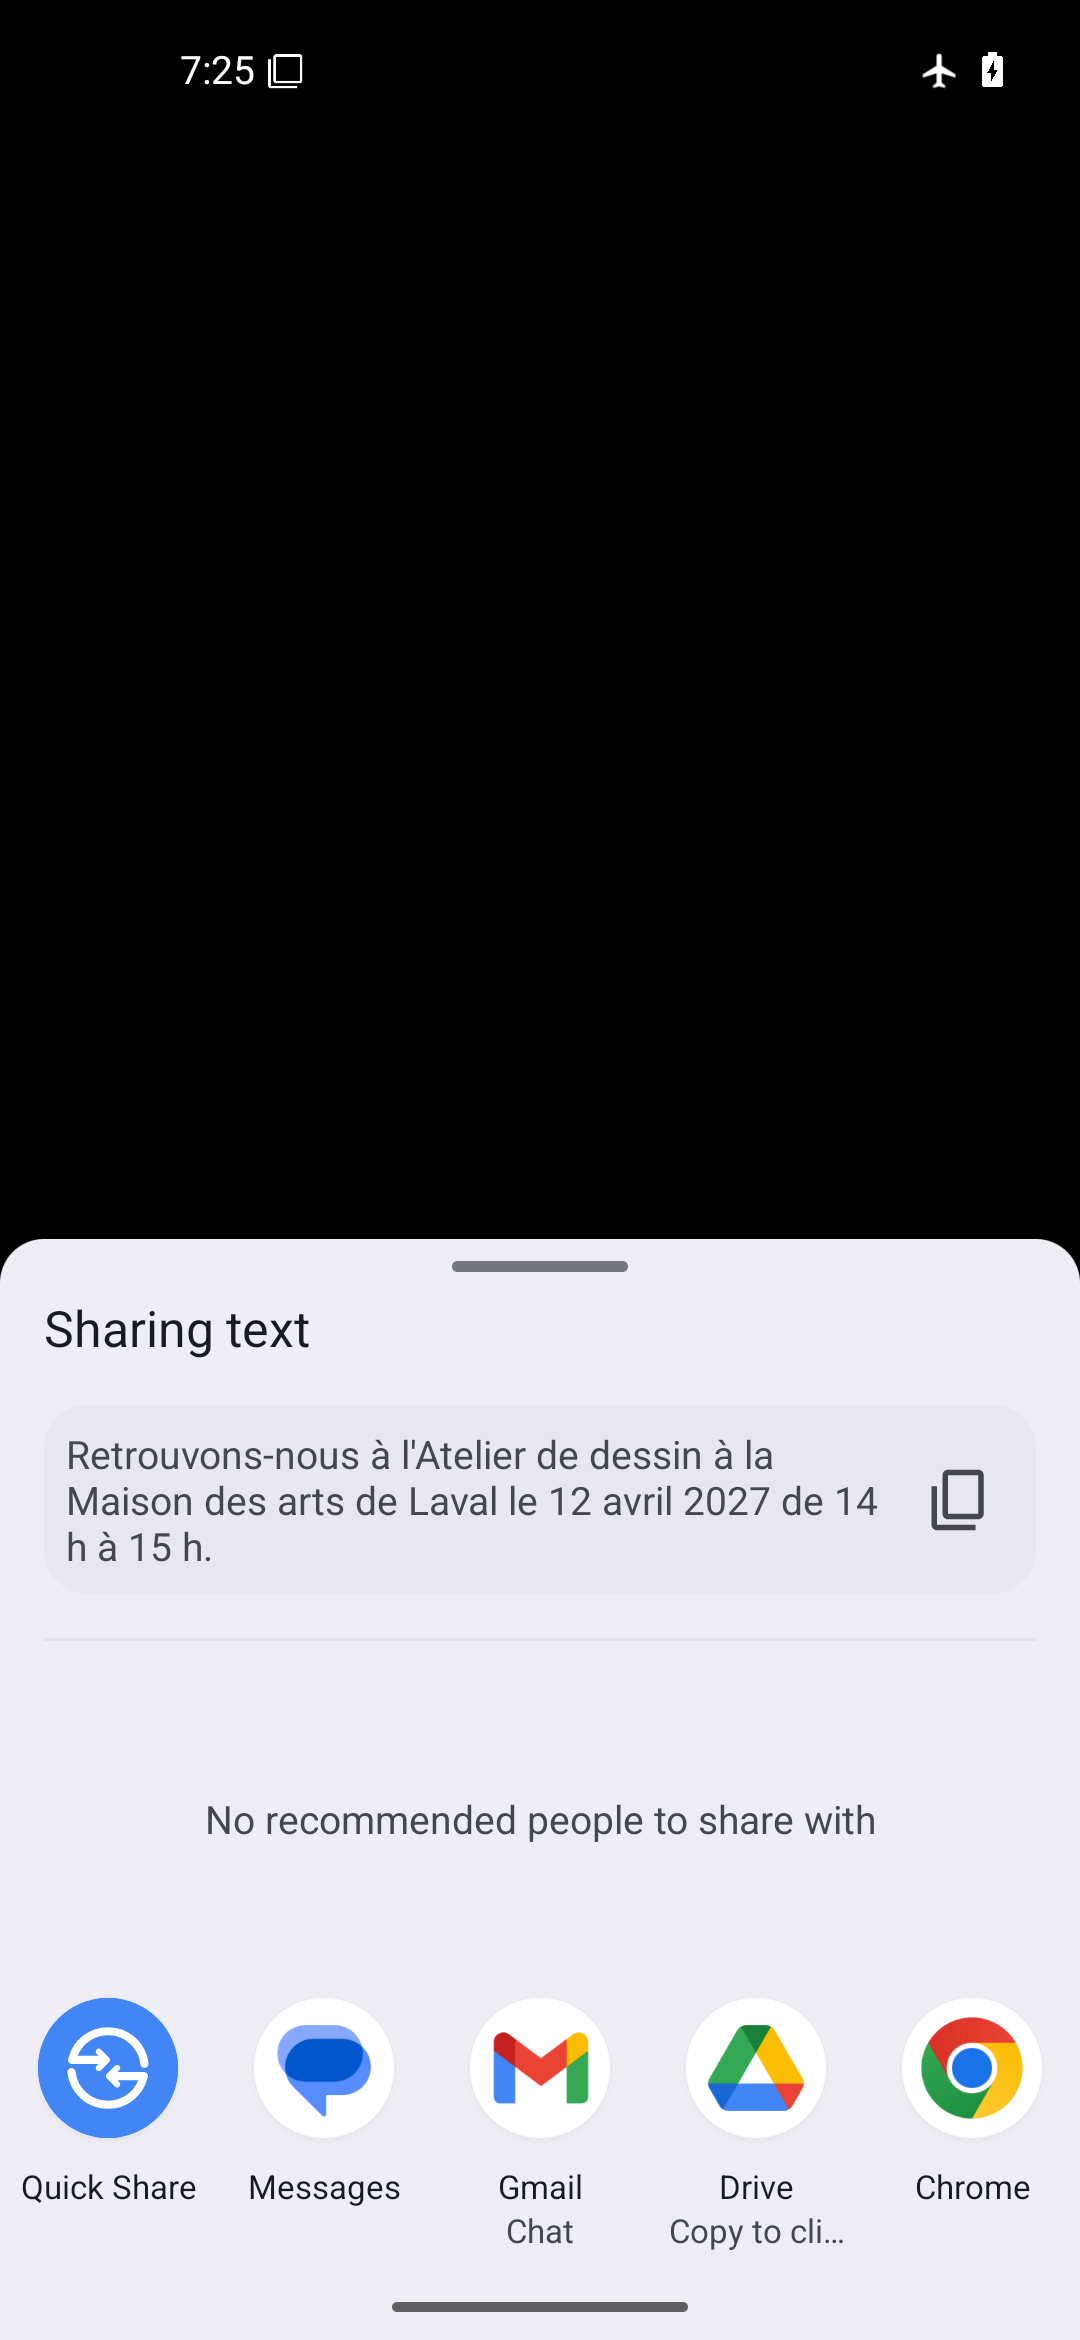 7:25
Sharing text
Retrouvons-nous à l'Atelier de dessin à la
Maison des arts de Laval le 12 avril 2027 de 14
h à 15 h.
No recommended people to share with
Quick Share
Messages
Gmail
Chat
Drive
Copy to cli…
Chrome